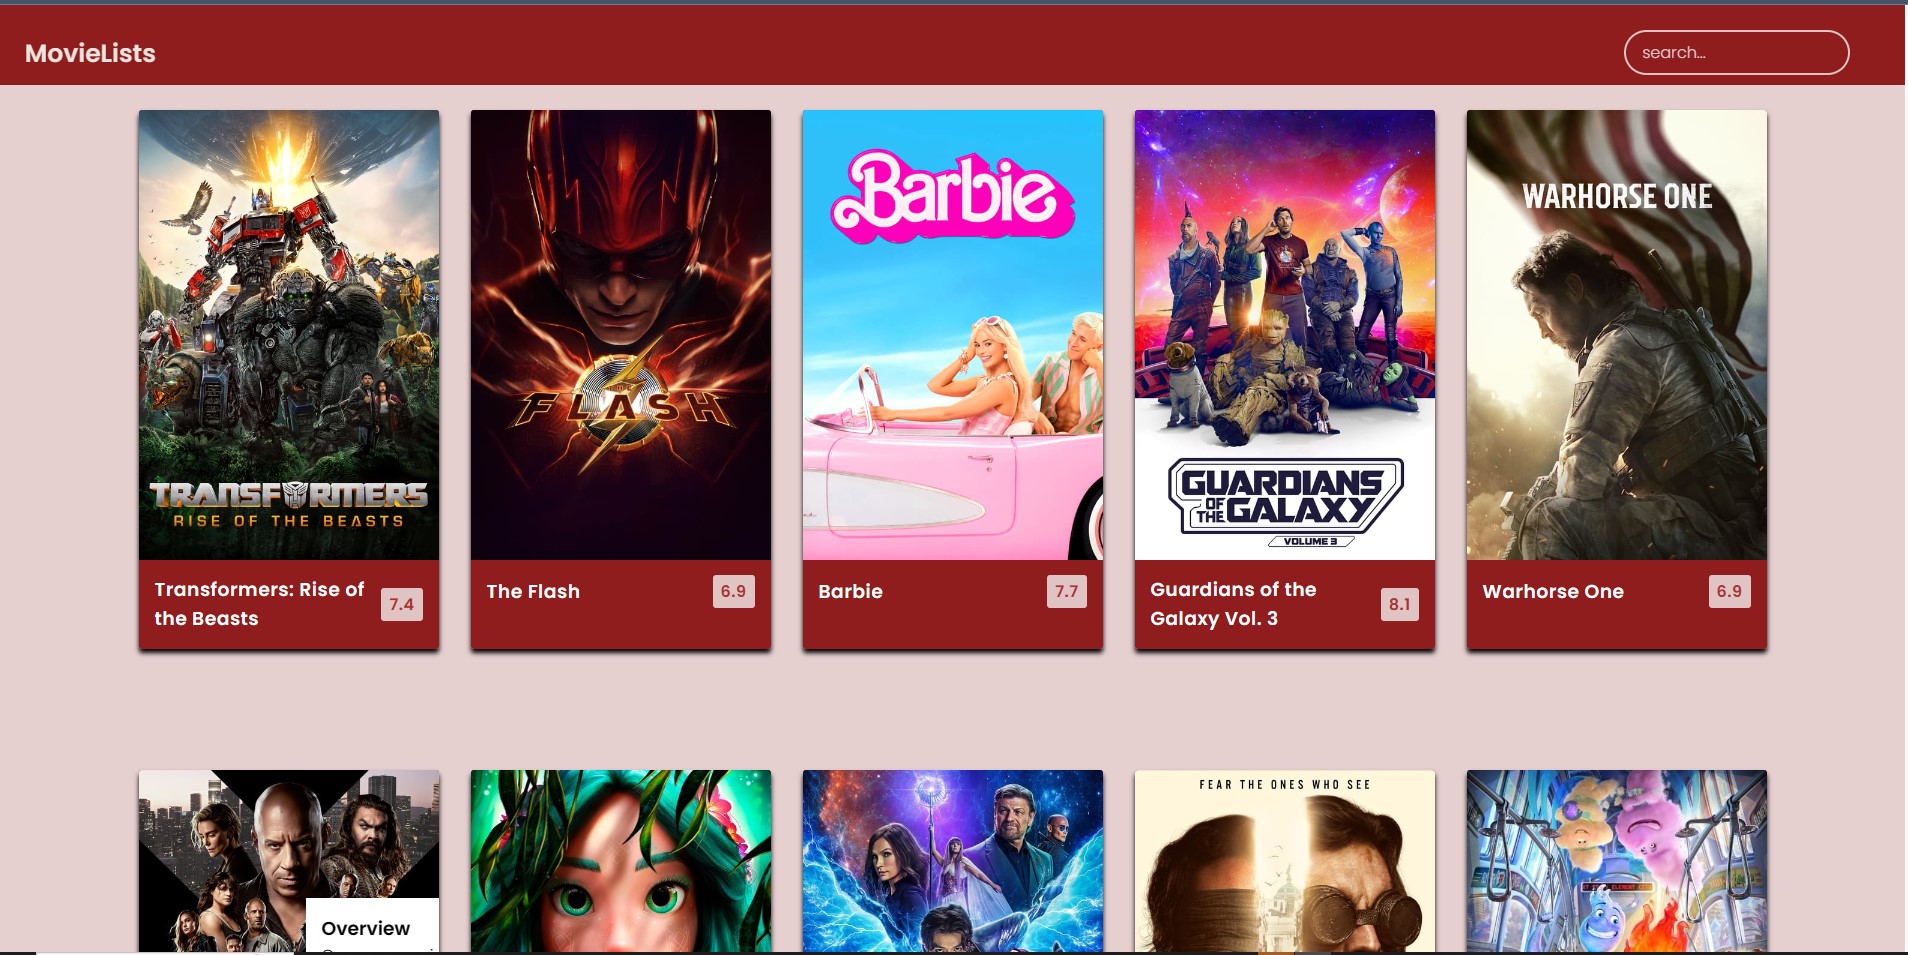 MovieLists
search...
TRANSFORMERS
RISE OF THE BEASTS
FLASH
Barbie
GUARDIANS
OF THE GALAXY
VOLUME 3
WARHORSE ONE
Transformers: Rise of
the Beasts
7.4
The Flash
6.9
Barbie
7.7
Guardians of the
Galaxy Vol. 3
8.1
Warhorse One
6.9
FEAR THE ONES WHO SEE
Overview